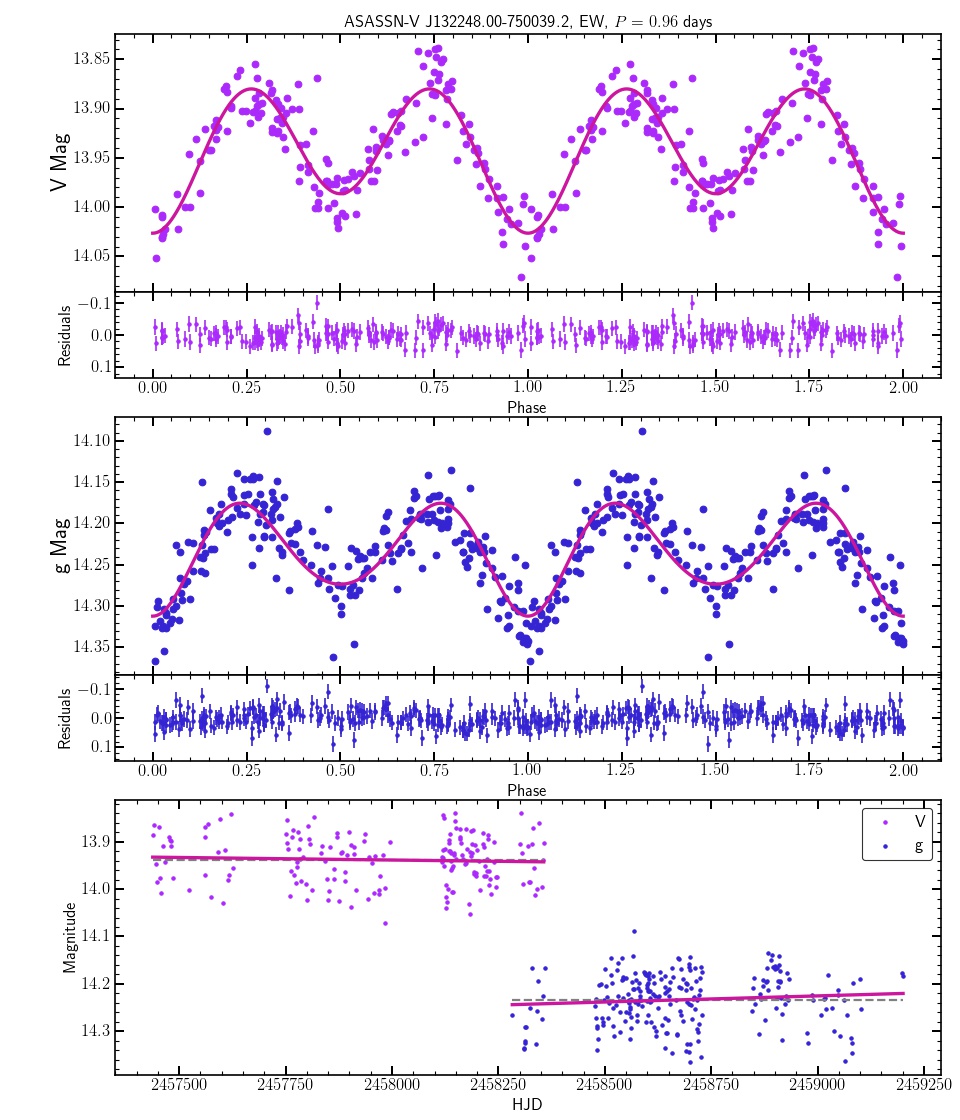 ASASSN-V J132248.00-750039.2, EW, P = 0.96 days
V Mag
13.85
13.90
13.95
14.00
14.05
Residuals
−0.1
0.0
0.1
0.00 0.25 0.50 0.75 1.00 1.25 1.50 1.75 2.00
Phase
g Mag
14.10
14.15
14.20
14.25
14.30
14.35
Residuals
−0.1
0.0
0.1
0.00 0.25 0.50 0.75 1.00 1.25 1.50 1.75 2.00
Phase
V
g
Magnitude
13.9
14.0
14.1
14.2
14.3
2457500 2457750 2458000 2458250 2458500 2458750 2459000 2459250
HJD